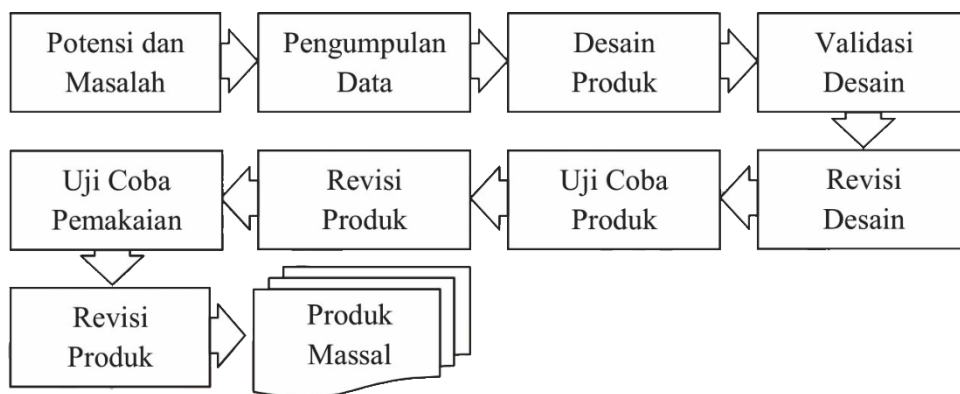 Potensi dan
Masalah
Pengumpulan
Data
Desain
Produk
Validasi
Desain
Revisi
Desain
Uji Coba
Produk
Revisi
Produk
Uji Coba
Pemakaian
Revisi
Produk
Produk
Massal